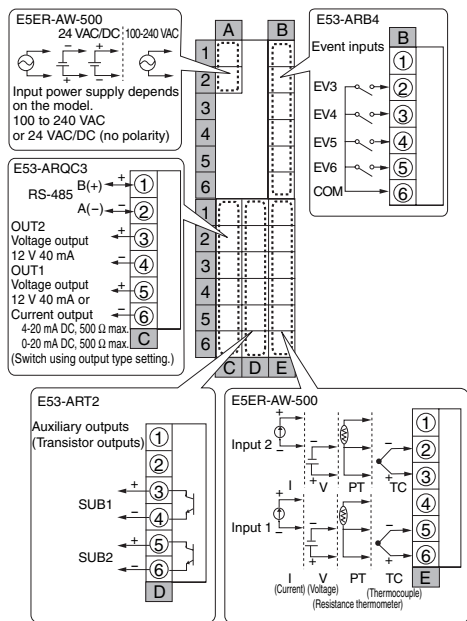 E5ER-AW-500
24 VAC/DC 100-240 VAC
− + − +
Input power supply depends
on the model.
100 to 240 VAC
or 24 VAC/DC (no polarity)
A B
1
2
3
4
5
6
1
2
3
4
5
6
C D E
E53-ARB4
Event inputs
B
1
EV3 2
EV4 3
EV5 4
EV6 5
COM 6
E53-ARQC3
RS-485
B(+) + 1
A(−) − 2
OUT2
Voltage output
12 V 40 mA
+ 3
− 4
OUT1
Voltage output
12 V 40 mA or
Current output
+ 5
− 6
4-20 mA DC, 500 Ω max.
0-20 mA DC, 500 Ω max.
(Switch using output type setting.)
C
E53-ART2
Auxiliary outputs
(Transistor outputs)
1
2
SUB1
+ 3
− 4
SUB2
+ 5
− 6
D
E5ER-AW-500
Input 2
+ −
− +
− +
I V PT TC
1
2
3
Input 1
+ −
− +
− +
I V PT TC
4
5
6
(Current) (Voltage) (Thermocouple)
(Resistance thermometer)
E